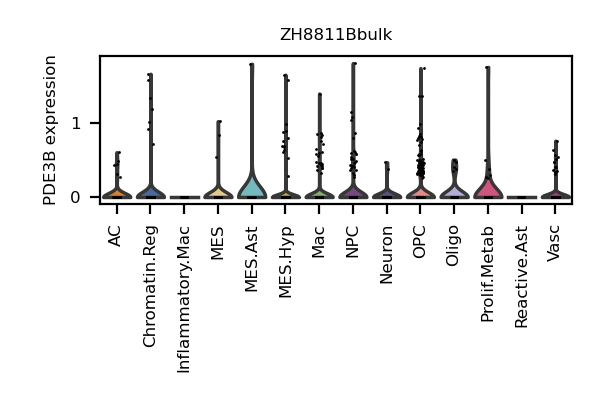 ZH8811Bbulk
PDE3B expression
1
0
AC
Chromatin.Reg
Inflammatory.Mac
MES
MES.Ast
MES.Hyp
Mac
NPC
Neuron
OPC
Oligo
Prolif.Metab
Reactive.Ast
Vasc